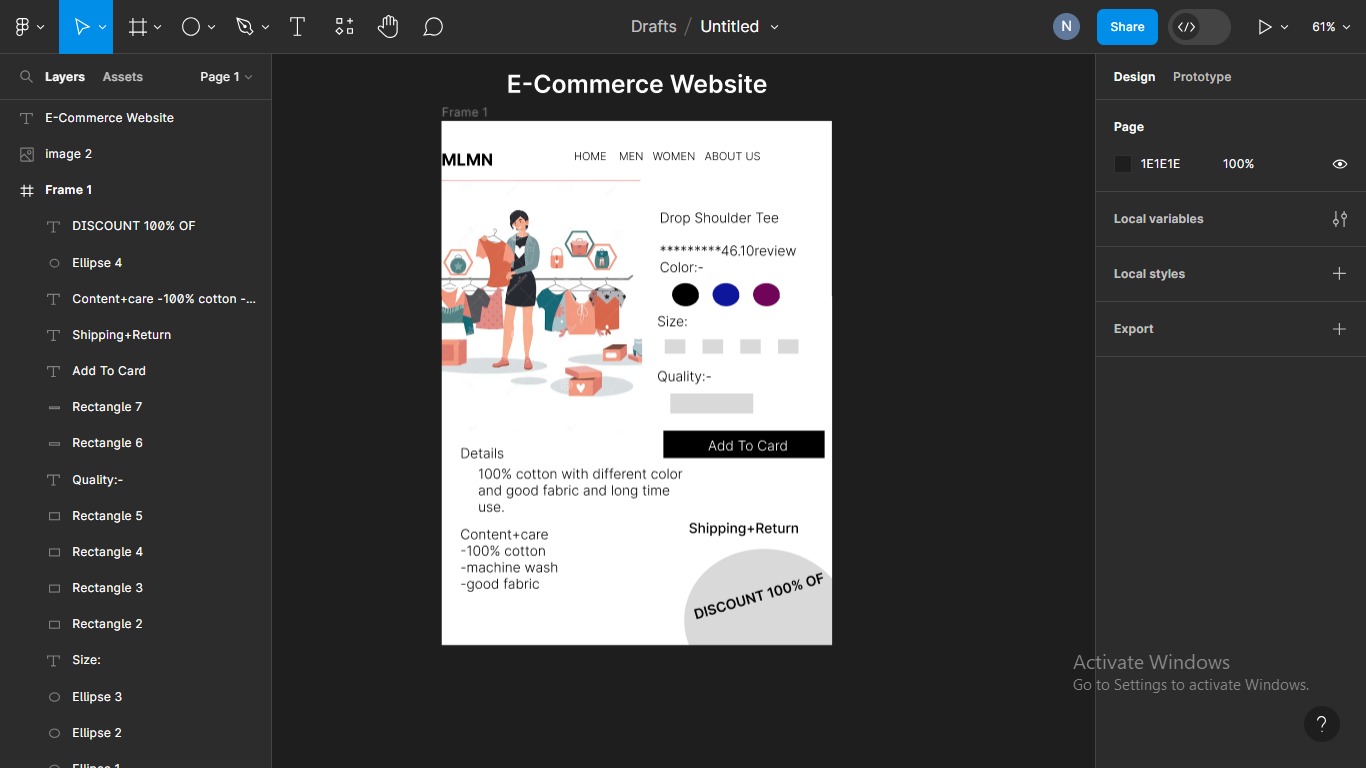 Drafts / Untitled
N
Share
61%
Layers
Assets
Page 1
Design
Prototype
E-Commerce Website
image 2
Frame 1
DISCOUNT 100% OF
Ellipse 4
Content+care -100% cotton -...
Shipping+Return
Add To Card
Rectangle 7
Rectangle 6
Quality:-
Rectangle 5
Rectangle 4
Rectangle 3
Rectangle 2
Size:
Ellipse 3
Ellipse 2
Ellipse 1
E-Commerce Website
Frame 1
MLMN
HOME MEN WOMEN ABOUT US
Drop Shoulder Tee
*********46.10review
Color:-
Size:
Quality:-
Add To Card
Details
100% cotton with different color
and good fabric and long time
use.
Content+care
-100% cotton
-machine wash
-good fabric
Shipping+Return
DISCOUNT 100% OF
Page
1E1E1E
100%
Local variables
Local styles
Export
Activate Windows
Go to Settings to activate Windows.
?